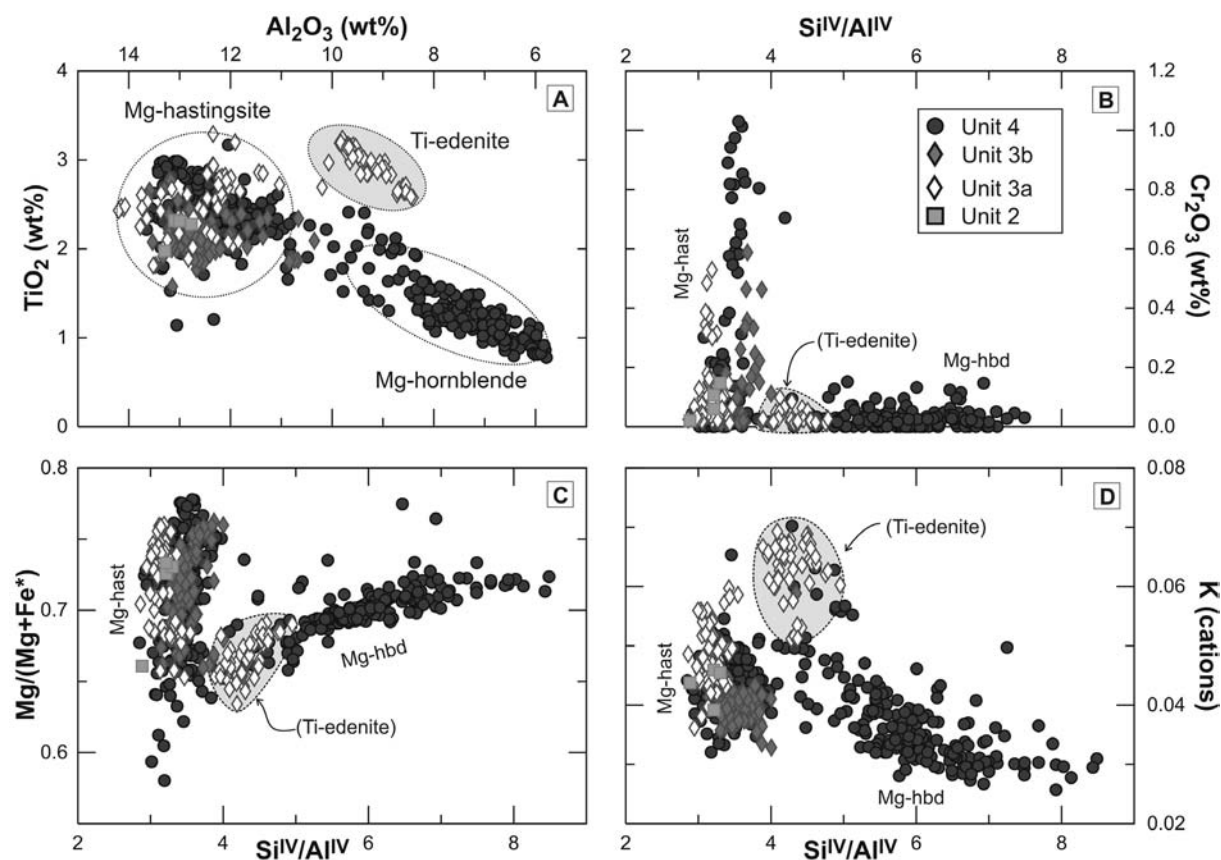 Al₂O₃ (wt%)
14 12 10 8 6
TiO₂ (wt%)
4
3
2
1
0
A
Mg-hastingsite
Ti-edenite
Mg-hornblende
Siᴵⱽ/Alᴵⱽ
2 4 6 8
B
Unit 4
Unit 3b
Unit 3a
Unit 2
Mg-hast
(Ti-edenite)
Mg-hbd
1.2
1.0
0.8
0.6
0.4
0.2
0.0
Cr₂O₃ (wt%)
Mg/(Mg+Fe*)
0.8
0.7
0.6
C
Mg-hast
Mg-hbd
(Ti-edenite)
4 6 8
Siᴵⱽ/Alᴵⱽ
D
(Ti-edenite)
Mg-hast
Mg-hbd
0.08
0.06
0.04
0.02
K (cations)
2 4 6 8
Siᴵⱽ/Alᴵⱽ